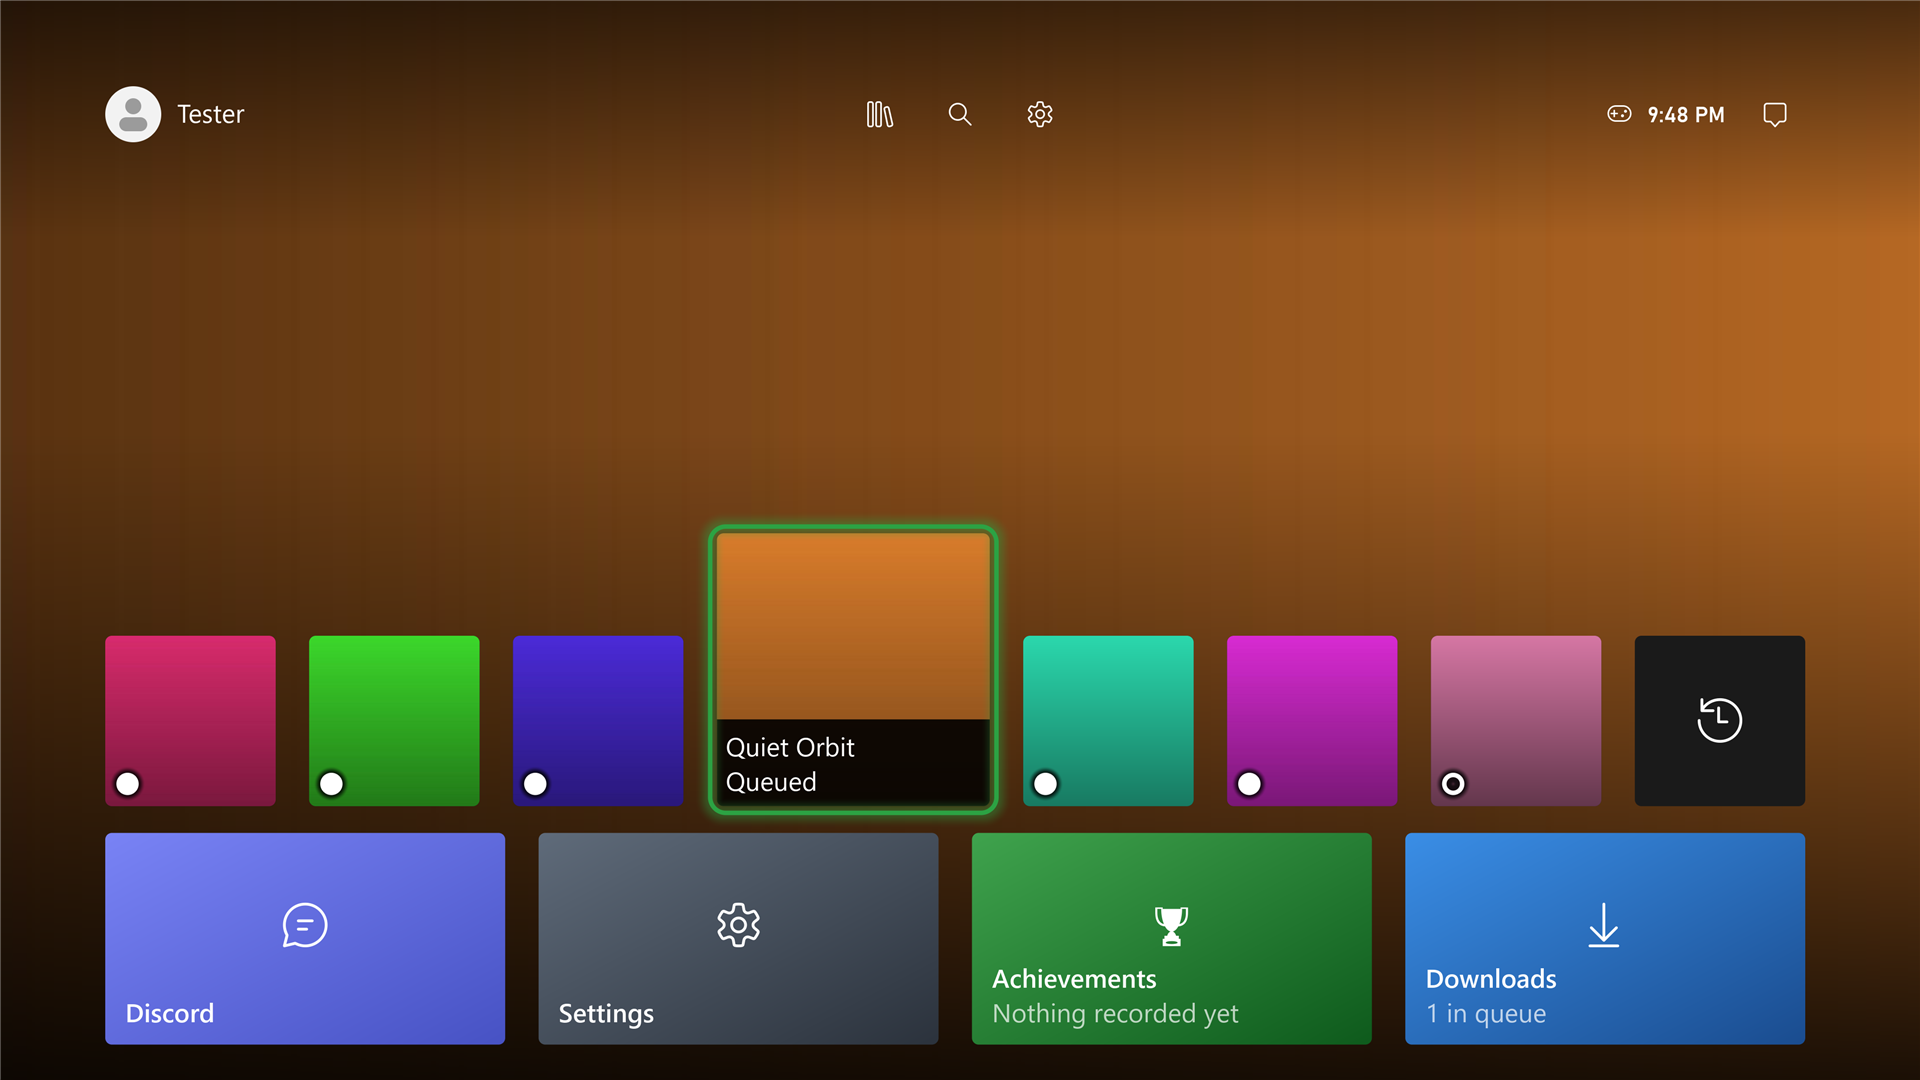 Tester
9:48 PM
Quiet Orbit
Queued
Discord
Settings
Achievements
Nothing recorded yet
Downloads
1 in queue